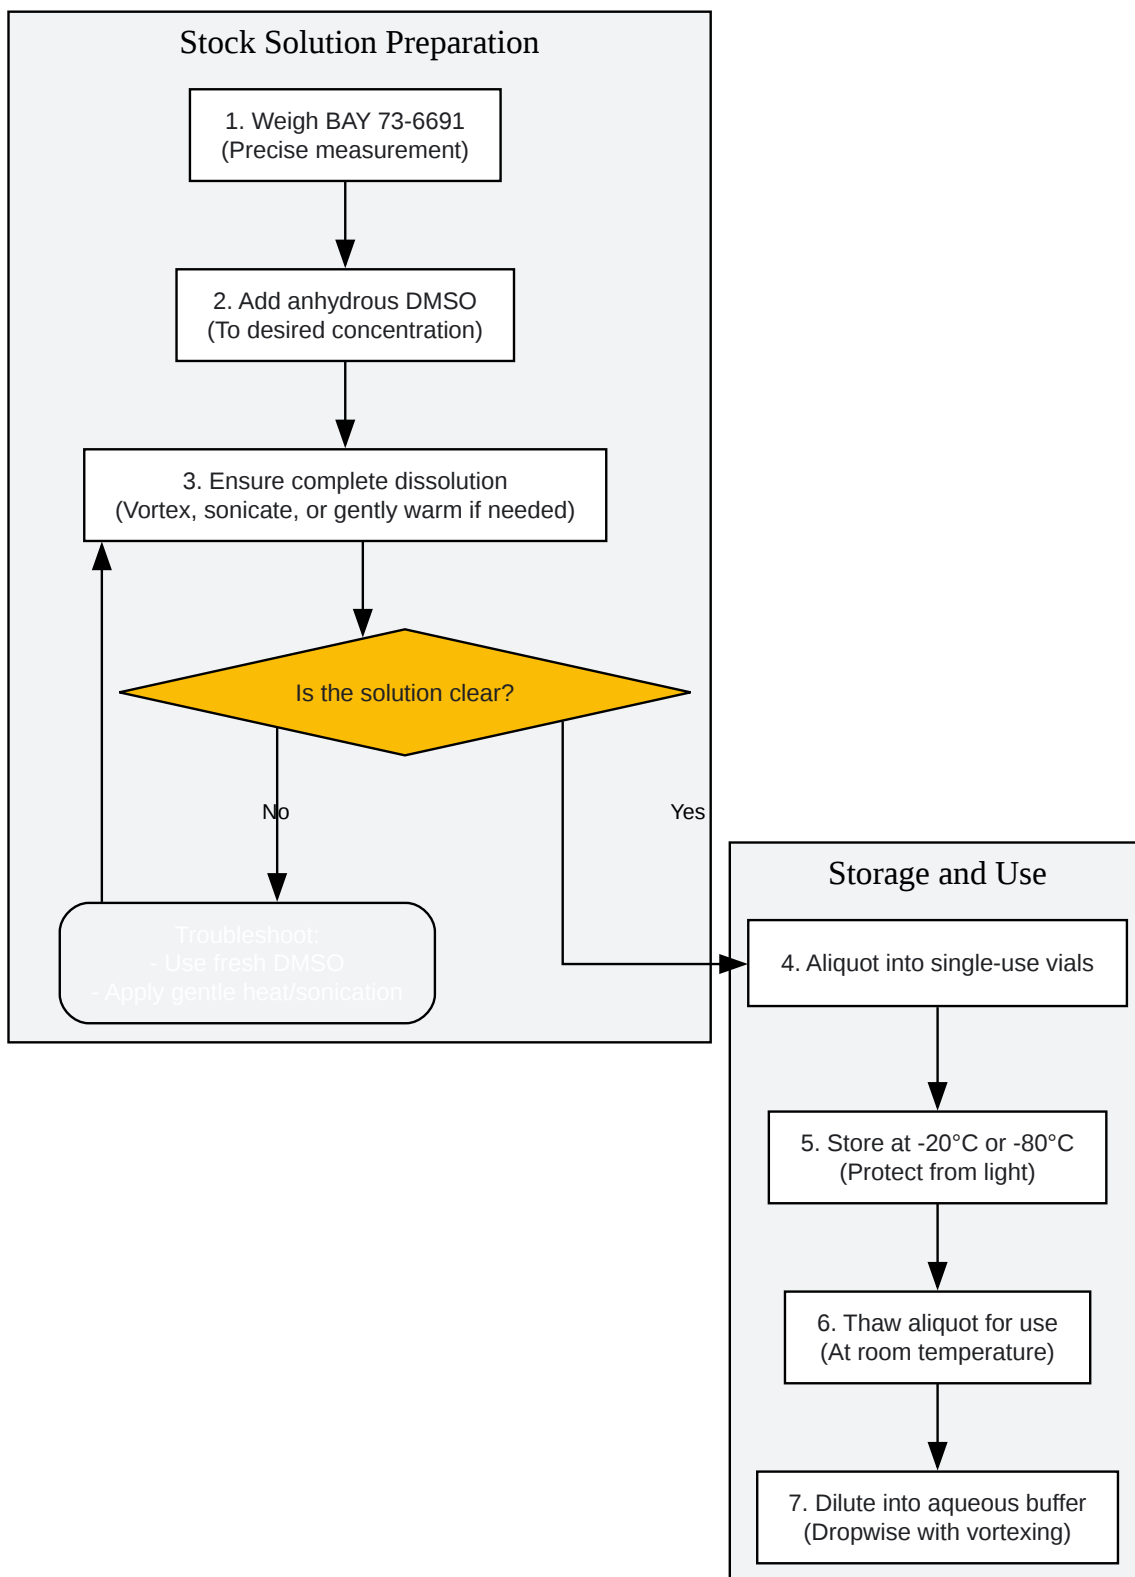 Stock Solution Preparation
1. Weigh BAY 73-6691
(Precise measurement)
2. Add anhydrous DMSO
(To desired concentration)
3. Ensure complete dissolution
(Vortex, sonicate, or gently warm if needed)
Is the solution clear?
No
Yes
Troubleshoot:
- Use fresh DMSO
- Apply gentle heat/sonication
Storage and Use
4. Aliquot into single-use vials
5. Store at -20°C or -80°C
(Protect from light)
6. Thaw aliquot for use
(At room temperature)
7. Dilute into aqueous buffer
(Dropwise with vortexing)